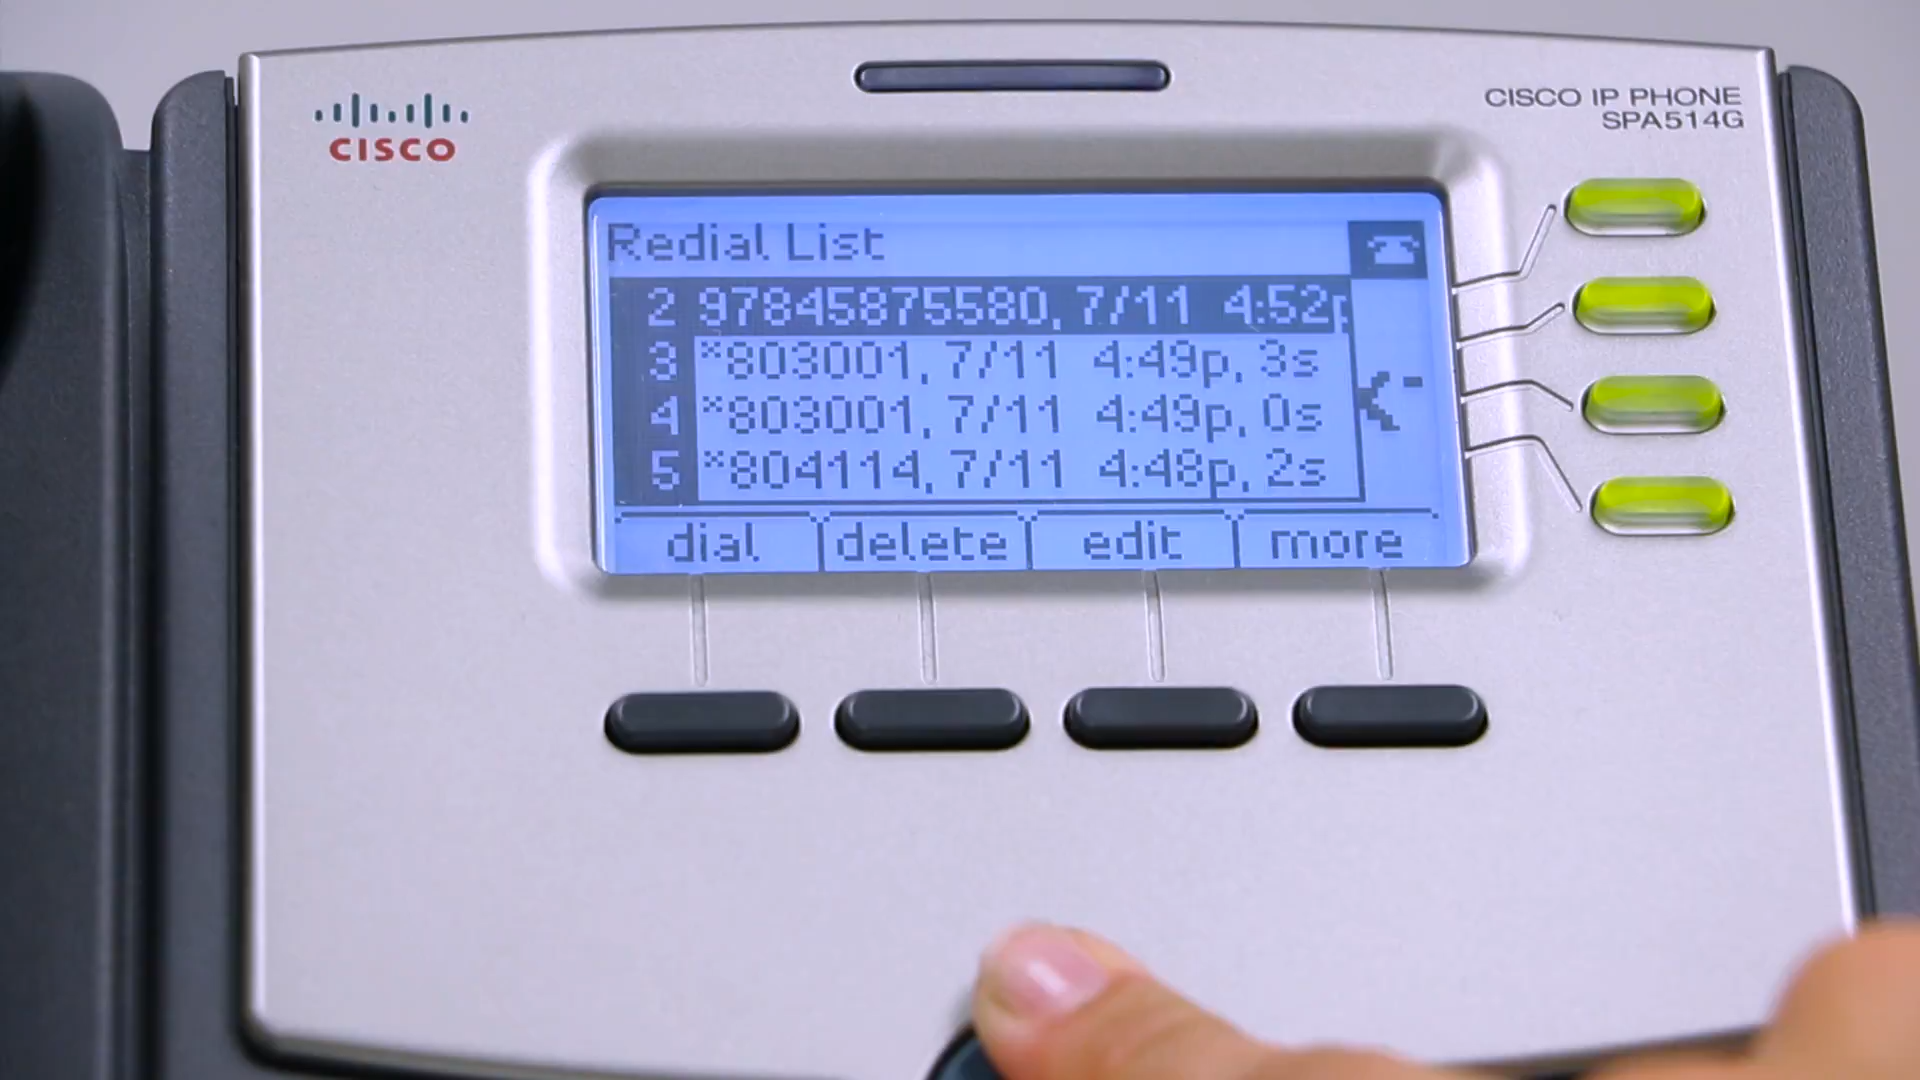 CISCO
CISCO IP PHONE
SPA514G
Redial List
2 97845875580, 7/11 4:52p
3 *803001, 7/11 4:49p, 3s
4 *803001, 7/11 4:49p, 0s
5 *804114, 7/11 4:48p, 2s
dial delete edit more